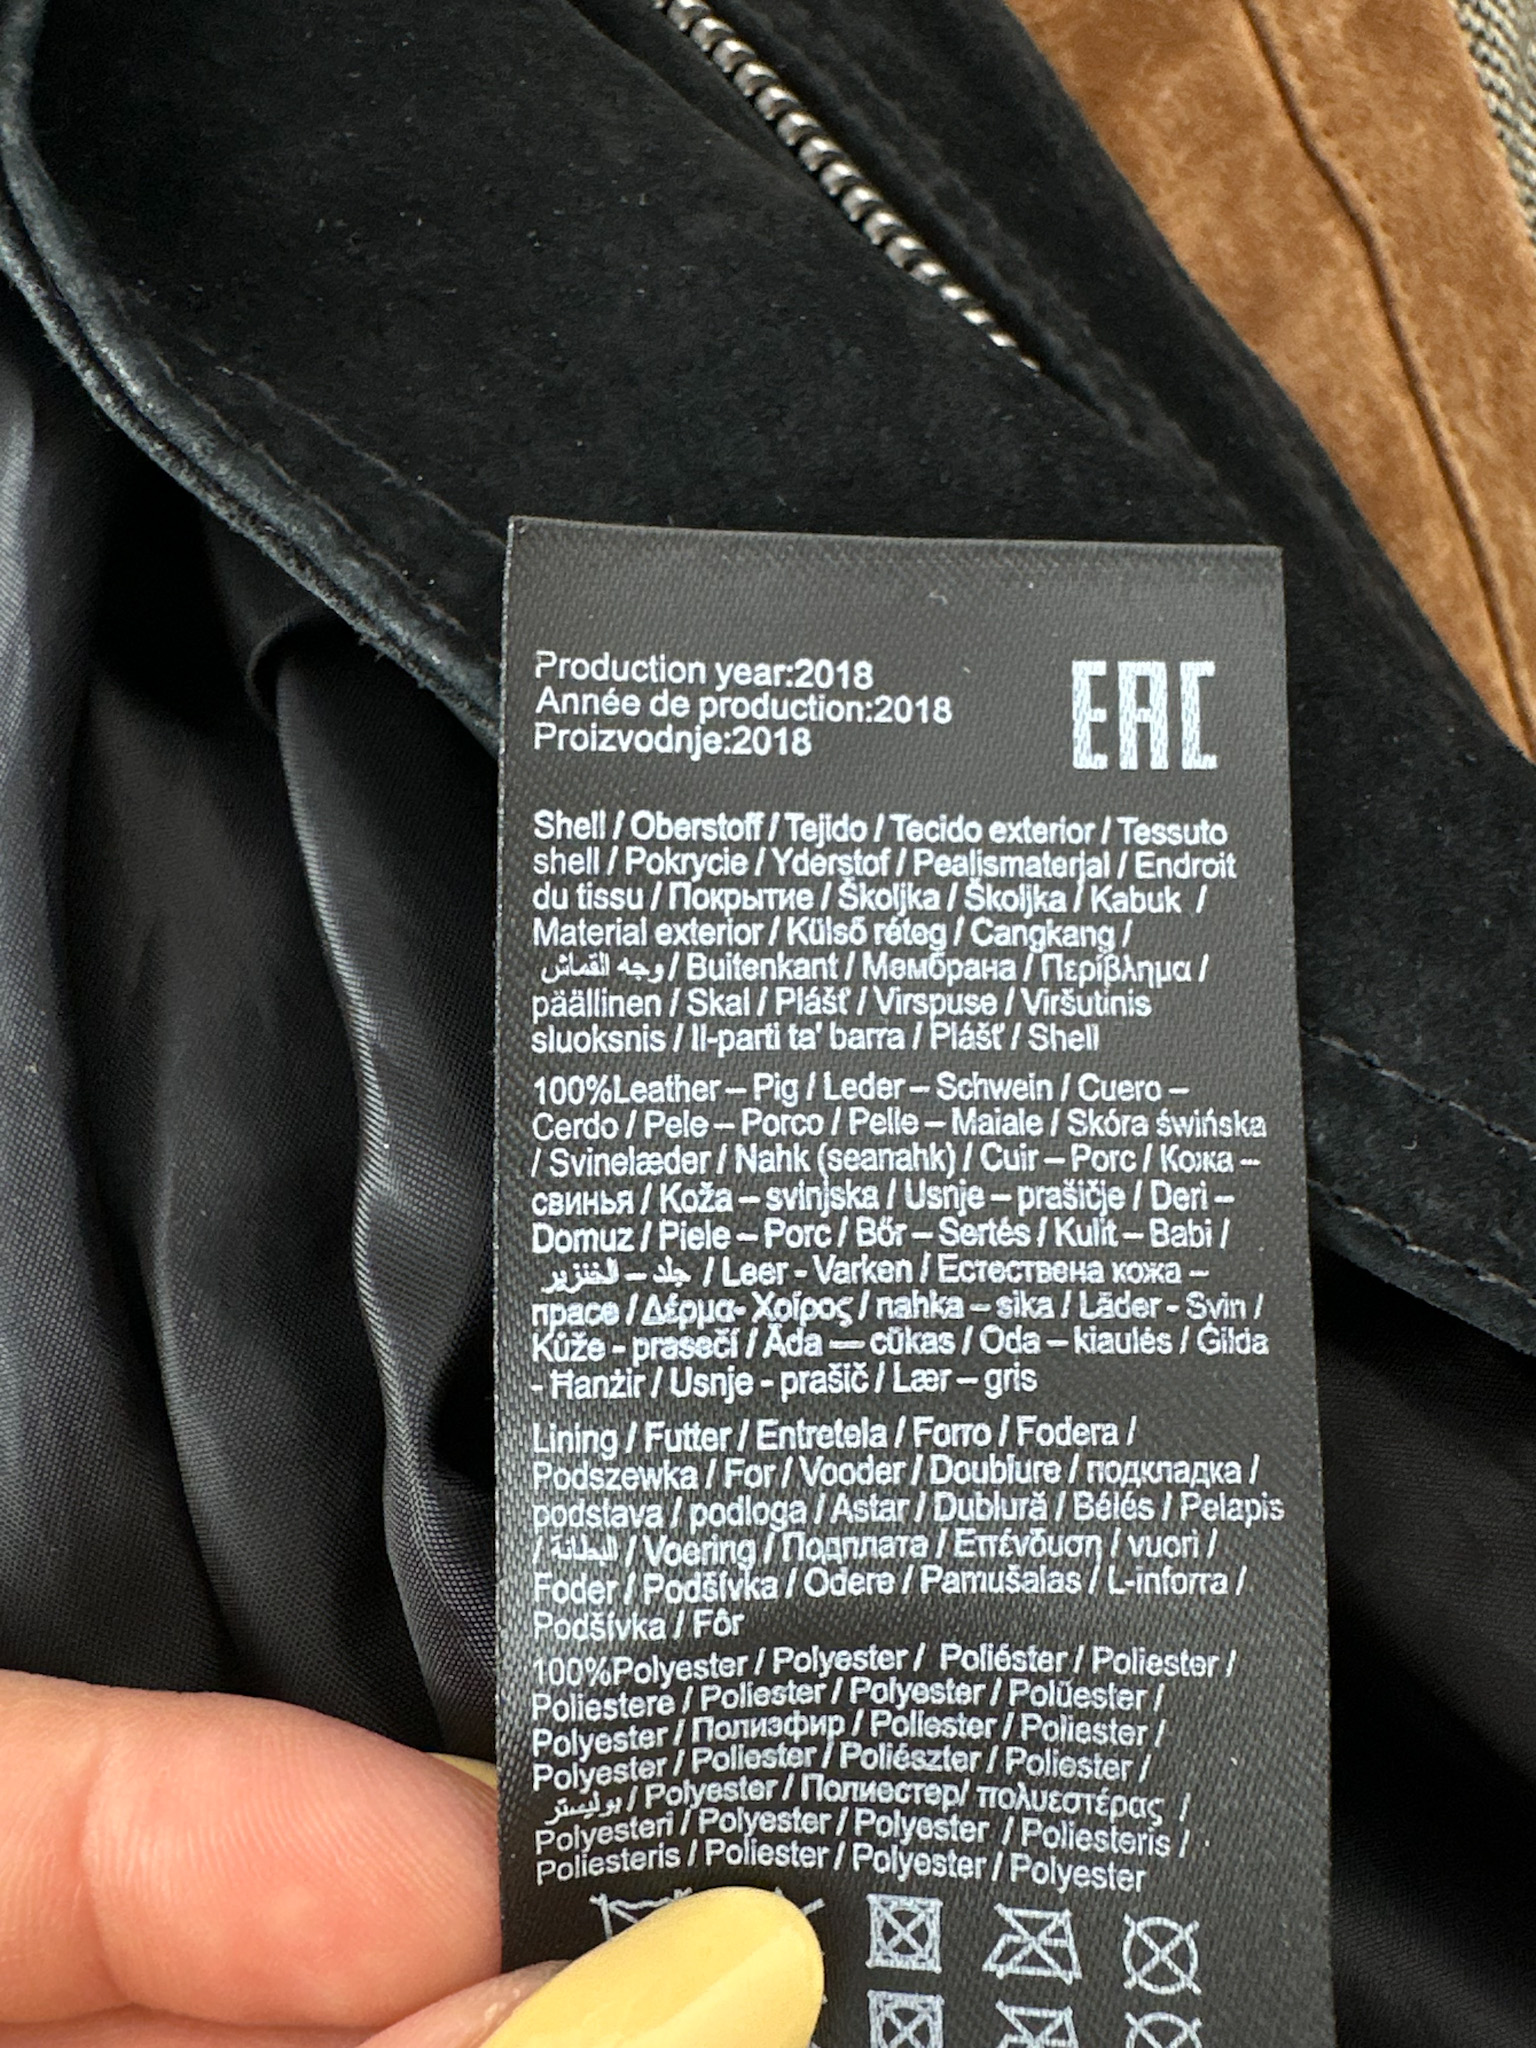 Production year:2018
Année de production:2018
Proizvodnje:2018
EAC
Shell / Oberstoff / Tejido / Tecido exterior / Tessuto
shell / Pokrycie / Yderstof / Pealismaterjal / Endroit
du tissu / Покрытие / Školjka / Školjka / Kabuk /
Material exterior / Külső réteg / Cangkang /
وجه القماش / Buitenkant / Мембрана / Περίβλημα /
päällinen / Skal / Plášť / Virspuse / Viršutinis
sluoksnis / Il-parti ta' barra / Plášť / Shell
100%Leather – Pig / Leder – Schwein / Cuero –
Cerdo / Pele – Porco / Pelle – Maiale / Skóra świńska
/ Svinelæder / Nahk (seanahk) / Cuir – Porc / Кожа –
свинья / Koža – svinjska / Usnje – prašičje / Deri –
Domuz / Piele – Porc / Bőr – Sertés / Kulit – Babi /
جلد – الخنزير / Leer - Varken / Естествена кожа –
прасе / Δέρμα- Χοίρος / nahka – sika / Läder - Svin /
Kůže - prasečí / Āda — cūkas / Oda – kiaulės / Ġilda
- Ħanżir / Usnje - prašič / Lær – gris
Lining / Futter / Entretela / Forro / Fodera /
Podszewka / For / Vooder / Doublure / подкладка /
podstava / podloga / Astar / Dublură / Bélés / Pelapis
/ البطانة / Voering / Подплата / Επένδυση / vuori /
Foder / Podšívka / Odere / Pamušalas / L-inforra /
Podšívka / Fôr
100%Polyester / Polyester / Poliéster / Poliester /
Poliestere / Poliester / Polyester / Polüester /
Polyester / Полиэфир / Poliester / Poliester /
Polyester / Poliester / Poliészter / Poliester /
بوليستر / Polyester / Полиестер/ πολυεστέρας /
Polyesteri / Polyester / Polyester / Poliesteris /
Poliesteris / Poliester / Polyester / Polyester